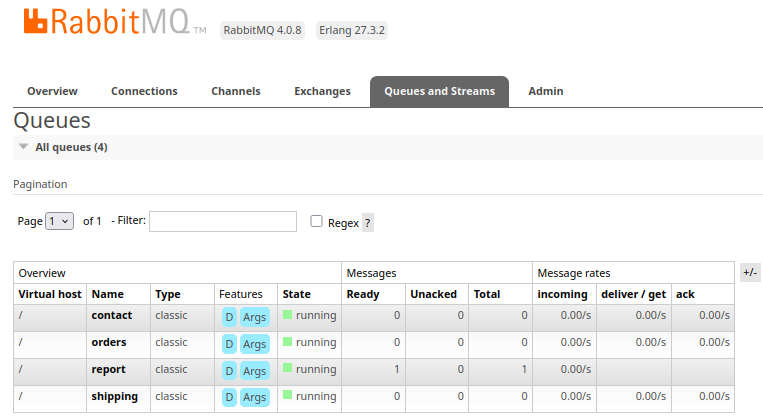 RabbitMQ TM RabbitMQ 4.0.8 Erlang 27.3.2
Overview Connections Channels Exchanges Queues and Streams Admin
Queues
All queues (4)
Pagination
Page 1 of 1 - Filter: Regex ?
Overview Messages Message rates +/-
Virtual host Name Type Features State Ready Unacked Total incoming deliver / get ack
/ contact classic D Args running 0 0 0 0.00/s 0.00/s 0.00/s
/ orders classic D Args running 0 0 0 0.00/s 0.00/s 0.00/s
/ report classic D Args running 1 0 1 0.00/s
/ shipping classic D Args running 0 0 0 0.00/s 0.00/s 0.00/s